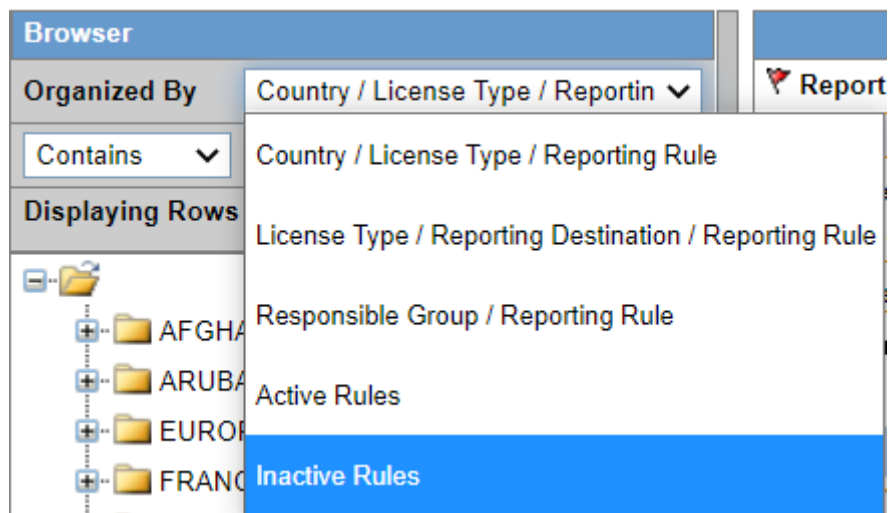 Browser
Organized By
Country / License Type / Reportin
Report
Contains
Country / License Type / Reporting Rule
Displaying Rows
License Type / Reporting Destination / Reporting Rule
Responsible Group / Reporting Rule
AFGHA
ARUBA
Active Rules
EUROP
Inactive Rules
FRANC